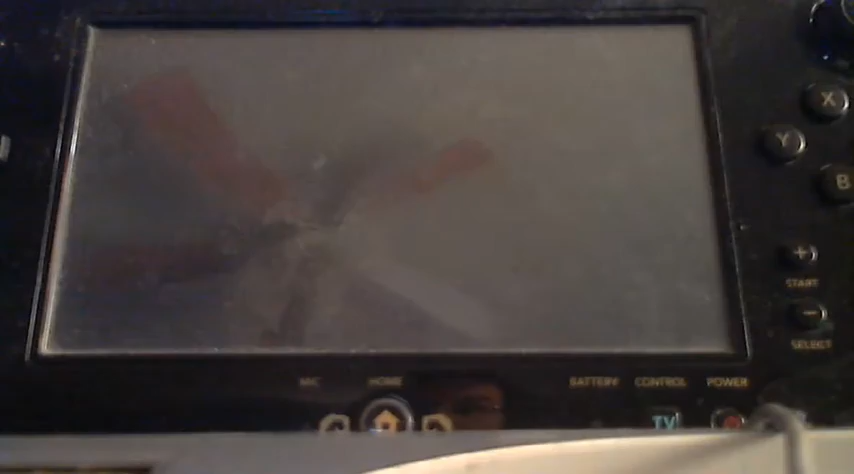 X
Y
B
+
START
−
SELECT
MIC HOME BATTERY CONTROL POWER
TV